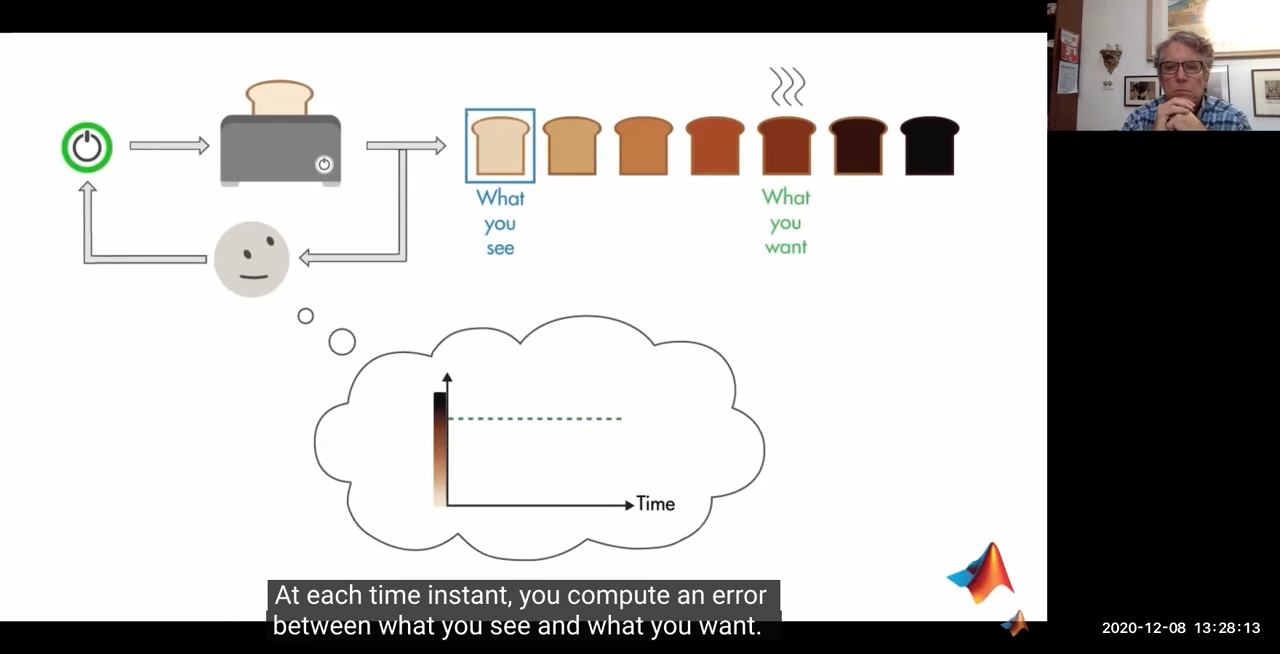 What
you
see
What
you
want
Time
At each time instant, you compute an error
between what you see and what you want.
2020-12-08 13:28:13